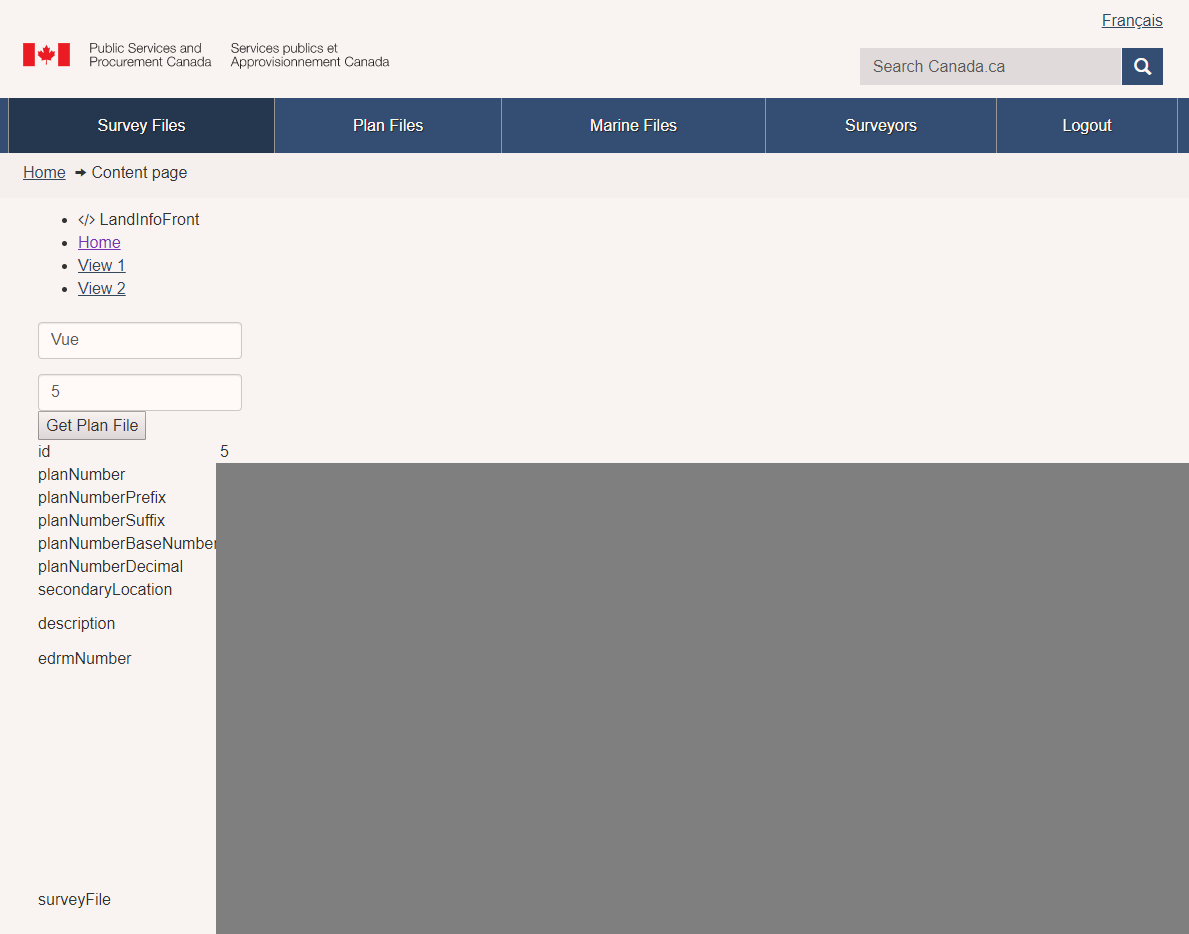 Français
Public Services and Services publics et
Procurement Canada Approvisionnement Canada
Search Canada.ca
Survey Files Plan Files Marine Files Surveyors Logout
Home Content page
</> LandInfoFront
Home
View 1
View 2
Vue
5
Get Plan File
id 5
planNumber
planNumberPrefix
planNumberSuffix
planNumberBaseNumber
planNumberDecimal
secondaryLocation
description
edrmNumber
surveyFile